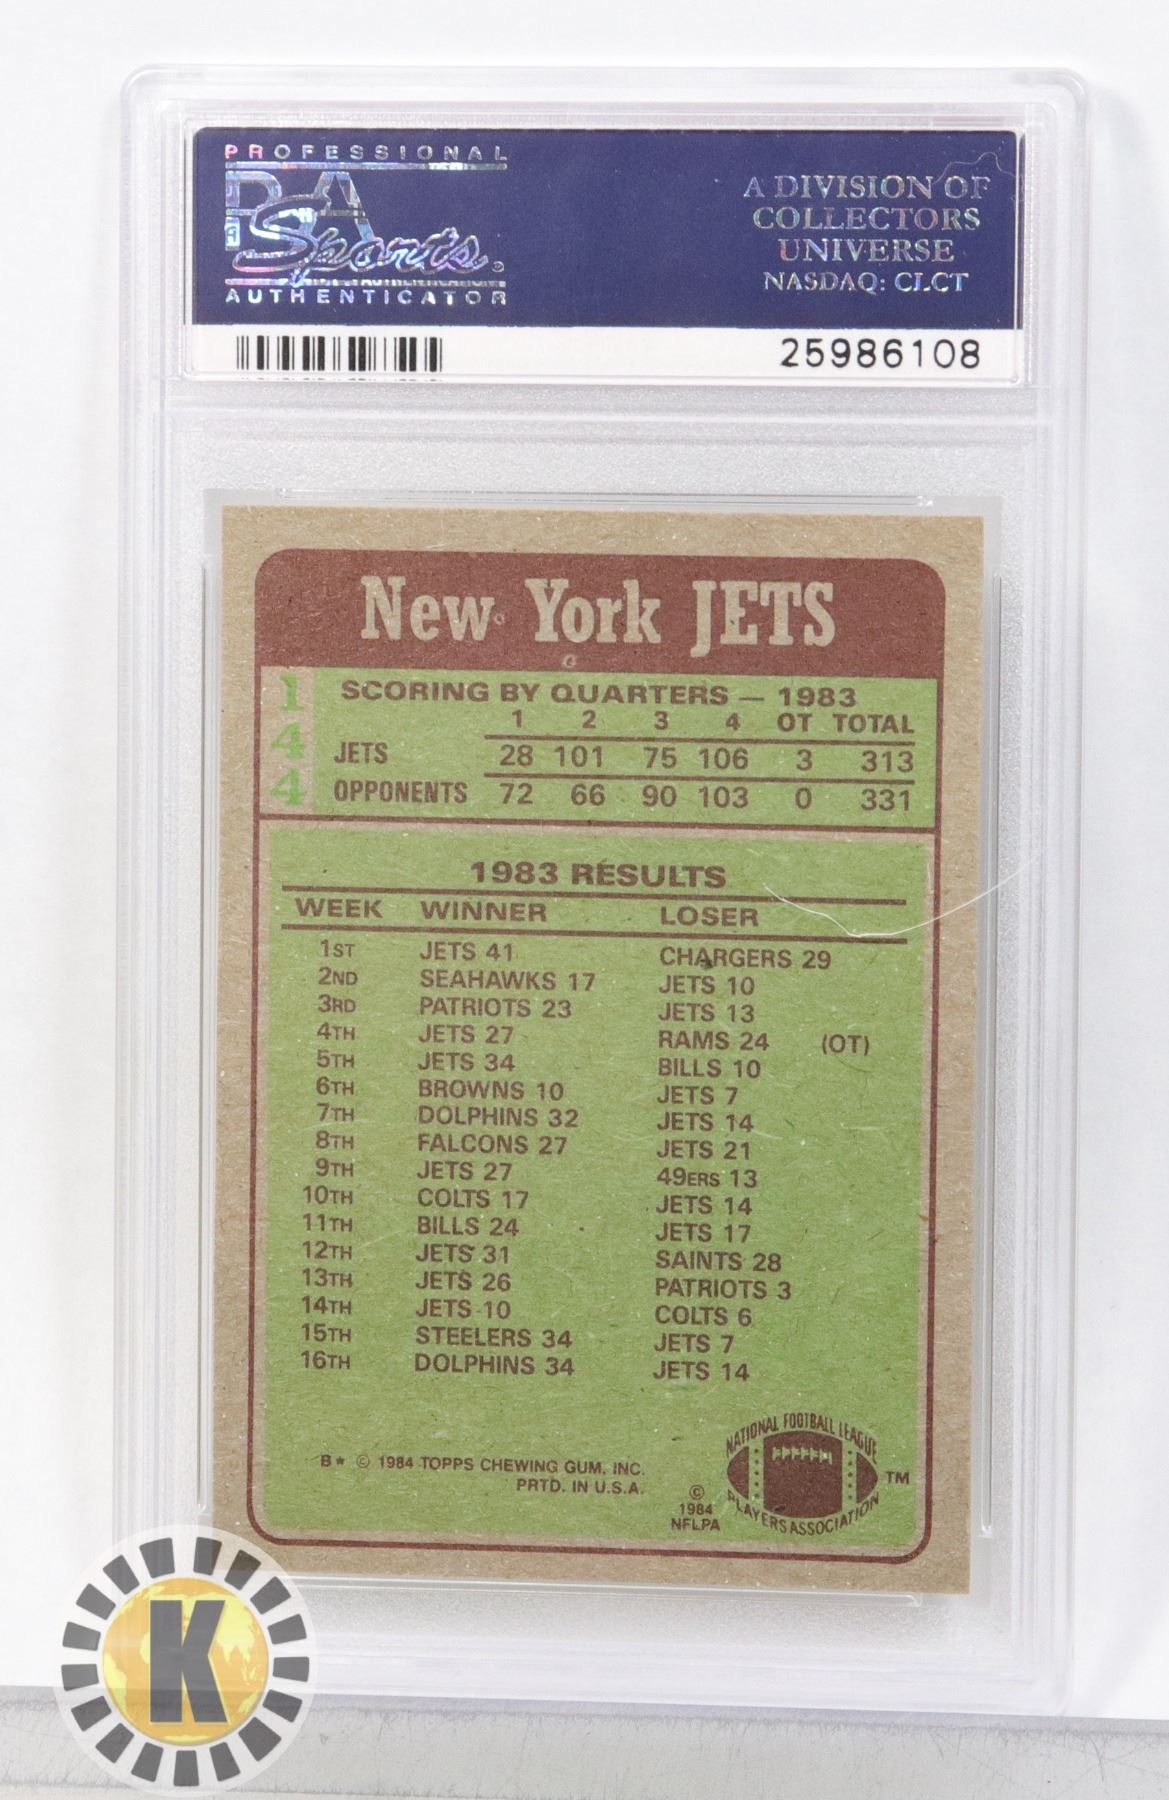 PROFESSIONAL
PSA
Sports
AUTHENTICATOR
A DIVISION OF
COLLECTORS
UNIVERSE
NASDAQ: CLCT
25986108
New York JETS
144
SCORING BY QUARTERS — 1983
1 2 3 4 OT TOTAL
JETS 28 101 75 106 3 313
OPPONENTS 72 66 90 103 0 331
1983 RESULTS
WEEK WINNER LOSER
1ST JETS 41 CHARGERS 29
2ND SEAHAWKS 17 JETS 10
3RD PATRIOTS 23 JETS 13
4TH JETS 27 RAMS 24 (OT)
5TH JETS 34 BILLS 10
6TH BROWNS 10 JETS 7
7TH DOLPHINS 32 JETS 14
8TH FALCONS 27 JETS 21
9TH JETS 27 49ERS 13
10TH COLTS 17 JETS 14
11TH BILLS 24 JETS 17
12TH JETS 31 SAINTS 28
13TH JETS 26 PATRIOTS 3
14TH JETS 10 COLTS 6
15TH STEELERS 34 JETS 7
16TH DOLPHINS 34 JETS 14
B* © 1984 TOPPS CHEWING GUM, INC.
PRTD. IN U.S.A.
© 1984 NFLPA
NATIONAL FOOTBALL LEAGUE
PLAYERS ASSOCIATION
TM
K